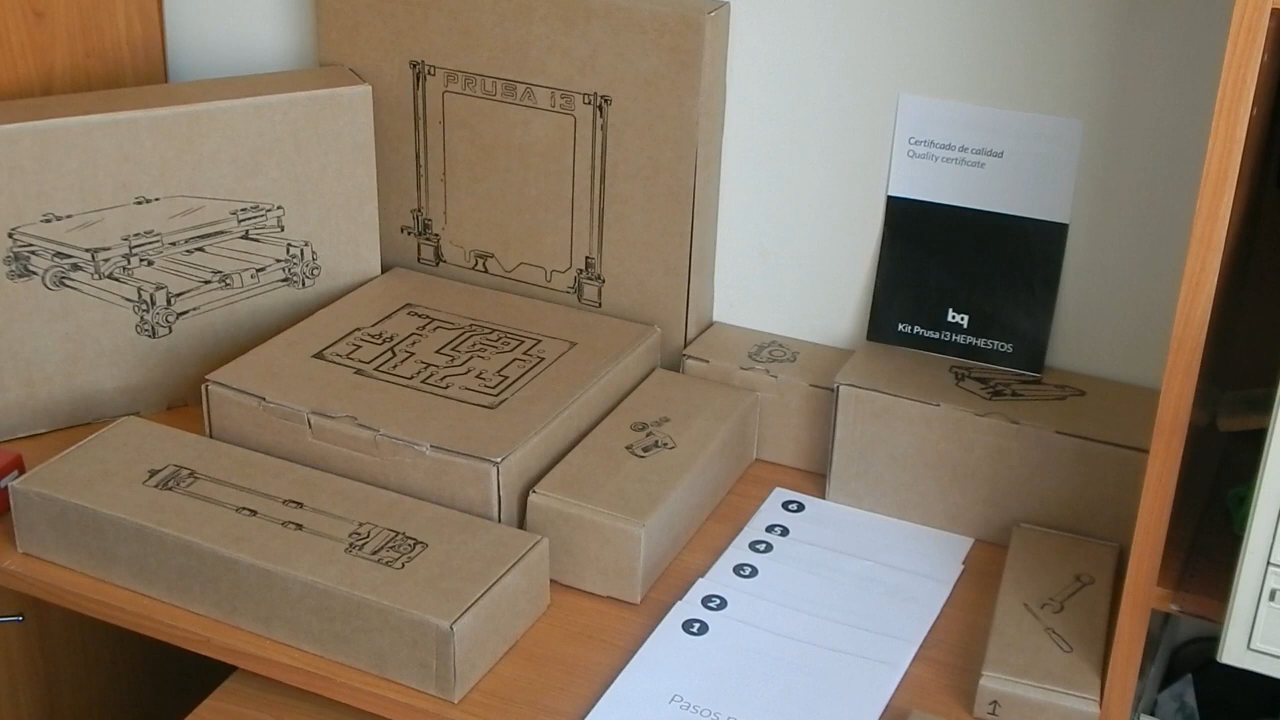 PRUSA i3
Certificado de calidad
Quality certificate
bq
Kit Prusa i3 HEPHESTOS
6
5
4
3
2
1
Pasos
1